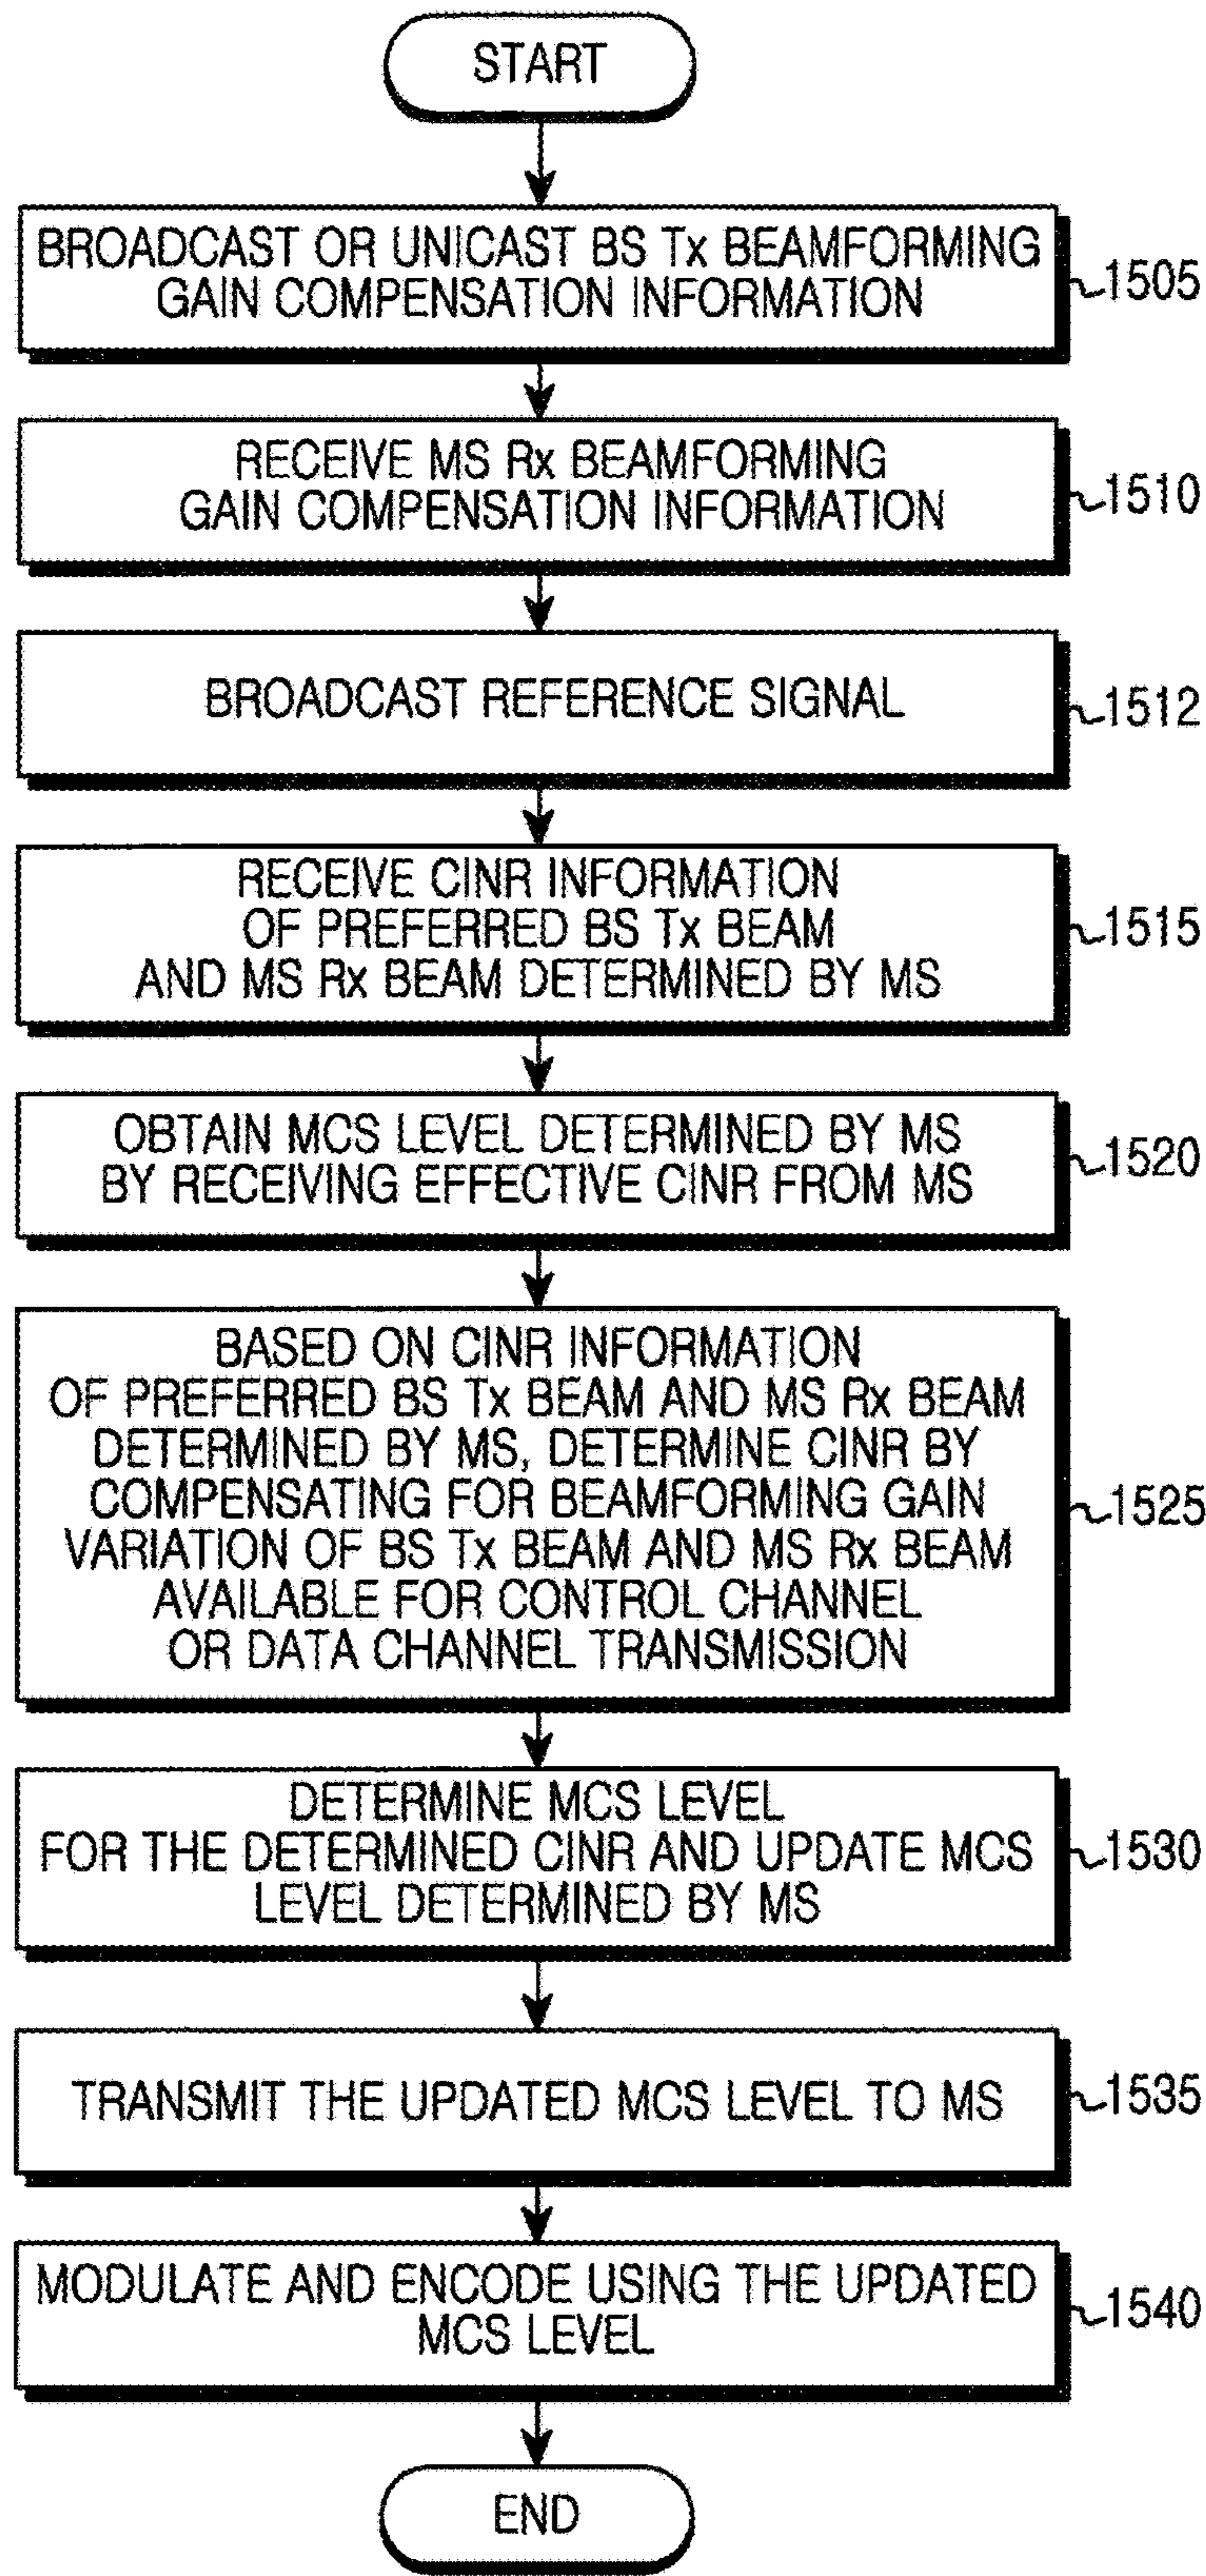 START
BROADCAST OR UNICAST BS Tx BEAMFORMING
GAIN COMPENSATION INFORMATION
1505
RECEIVE MS Rx BEAMFORMING
GAIN COMPENSATION INFORMATION
1510
BROADCAST REFERENCE SIGNAL
1512
RECEIVE CINR INFORMATION
OF PREFERRED BS Tx BEAM
AND MS Rx BEAM DETERMINED BY MS
1515
OBTAIN MCS LEVEL DETERMINED BY MS
BY RECEIVING EFFECTIVE CINR FROM MS
1520
BASED ON CINR INFORMATION
OF PREFERRED BS Tx BEAM AND MS Rx BEAM
DETERMINED BY MS, DETERMINE CINR BY
COMPENSATING FOR BEAMFORMING GAIN
VARIATION OF BS Tx BEAM AND MS Rx BEAM
AVAILABLE FOR CONTROL CHANNEL
OR DATA CHANNEL TRANSMISSION
1525
DETERMINE MCS LEVEL
FOR THE DETERMINED CINR AND UPDATE MCS
LEVEL DETERMINED BY MS
1530
TRANSMIT THE UPDATED MCS LEVEL TO MS
1535
MODULATE AND ENCODE USING THE UPDATED
MCS LEVEL
1540
END